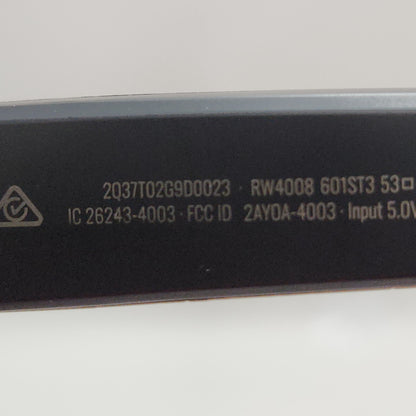 2Q37T02G9D0023 · RW4008 601ST3 53□
IC 26243-4003 · FCC ID 2AYOA-4003 · Input 5.0V